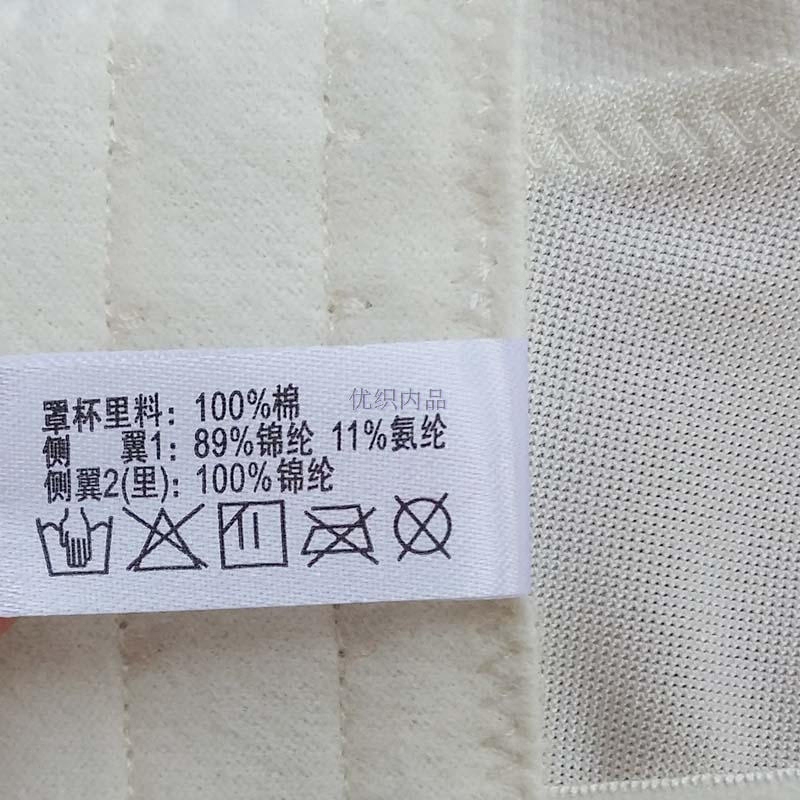 优织内品
罩杯里料：100%棉
侧　　翼1：89%锦纶 11%氨纶
侧翼2(里)：100%锦纶